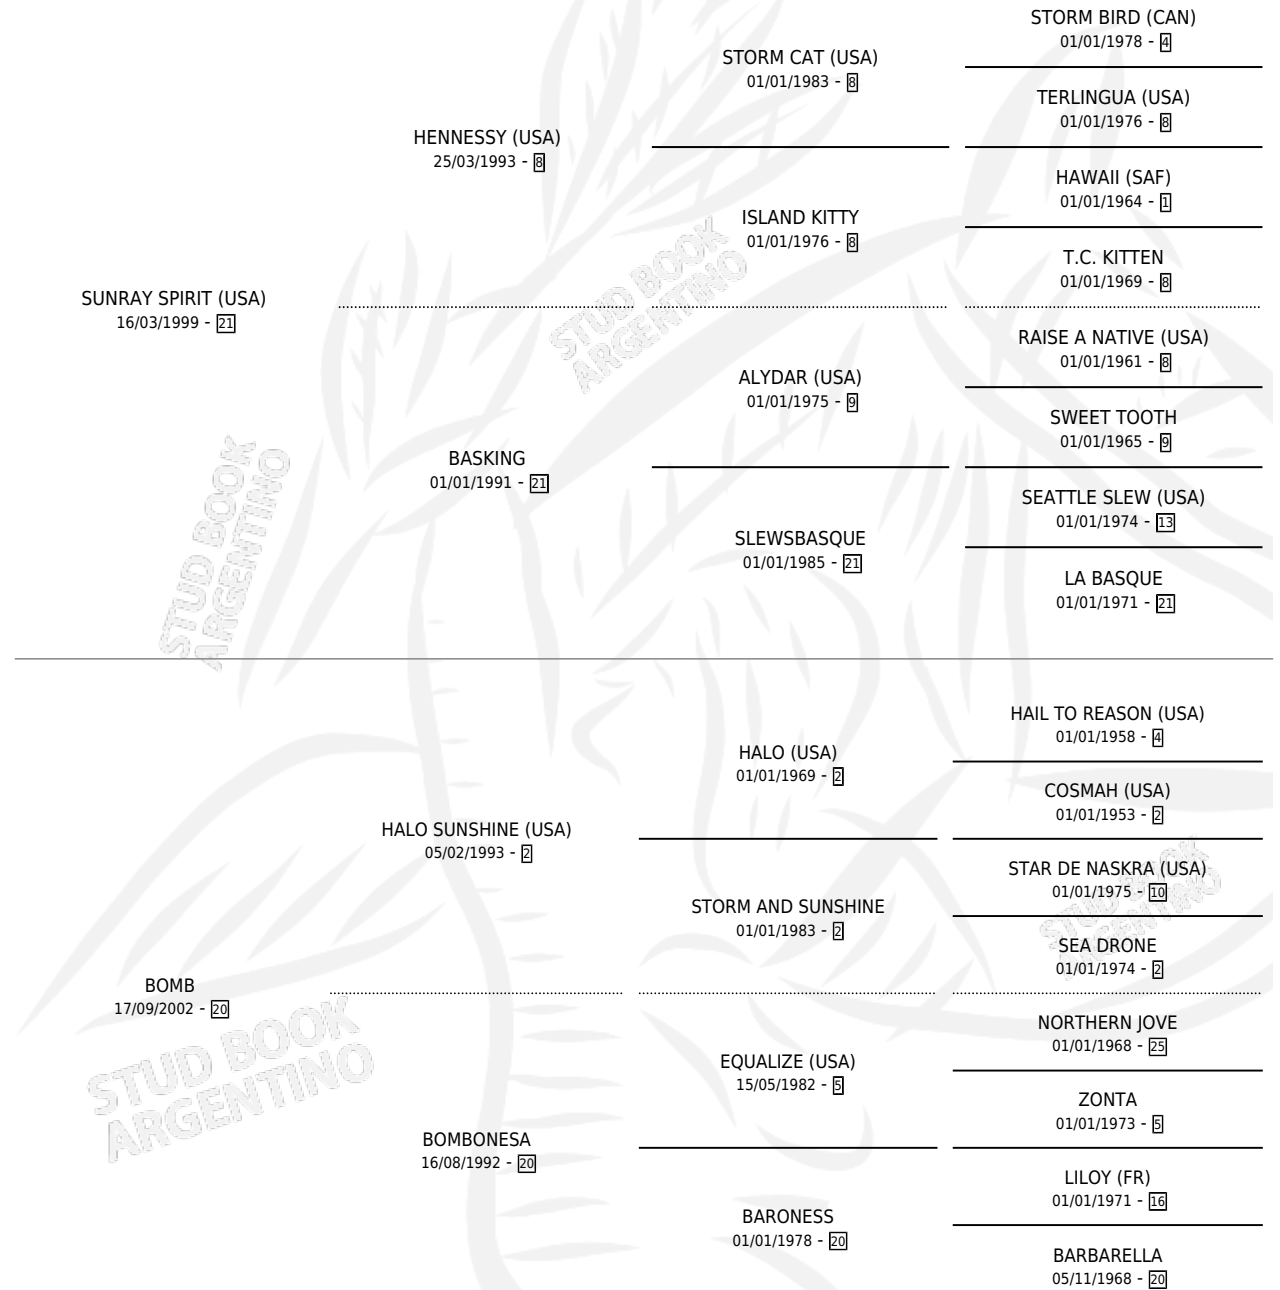 STORM BIRD (CAN)
01/01/1978 - 4
STORM CAT (USA)
01/01/1983 - 8
TERLINGUA (USA)
01/01/1976 - 8
HENNESSY (USA)
25/03/1993 - 8
HAWAII (SAF)
01/01/1964 - 1
ISLAND KITTY
01/01/1976 - 8
T.C. KITTEN
01/01/1969 - 8
SUNRAY SPIRIT (USA)
16/03/1999 - 21
STUD BOOK
ARGENTINO
RAISE A NATIVE (USA)
01/01/1961 - 8
ALYDAR (USA)
01/01/1975 - 9
SWEET TOOTH
01/01/1965 - 9
BASKING
01/01/1991 - 21
SEATTLE SLEW (USA)
01/01/1974 - 13
SLEWSBASQUE
01/01/1985 - 21
LA BASQUE
01/01/1971 - 21
STUD BOOK
ARGENTINO
HAIL TO REASON (USA)
01/01/1958 - 4
HALO (USA)
01/01/1969 - 2
COSMAH (USA)
01/01/1953 - 2
HALO SUNSHINE (USA)
05/02/1993 - 2
STAR DE NASKRA (USA)
01/01/1975 - 10
STORM AND SUNSHINE
01/01/1983 - 2
STUD BOOK
ARGENTINO
SEA DRONE
01/01/1974 - 2
BOMB
17/09/2002 - 20
STUD BOOK
ARGENTINO
NORTHERN JOVE
01/01/1968 - 25
EQUALIZE (USA)
15/05/1982 - 5
ZONTA
01/01/1973 - 5
BOMBONESA
16/08/1992 - 20
LILOY (FR)
01/01/1971 - 16
BARONESS
01/01/1978 - 20
BARBARELLA
05/11/1968 - 20